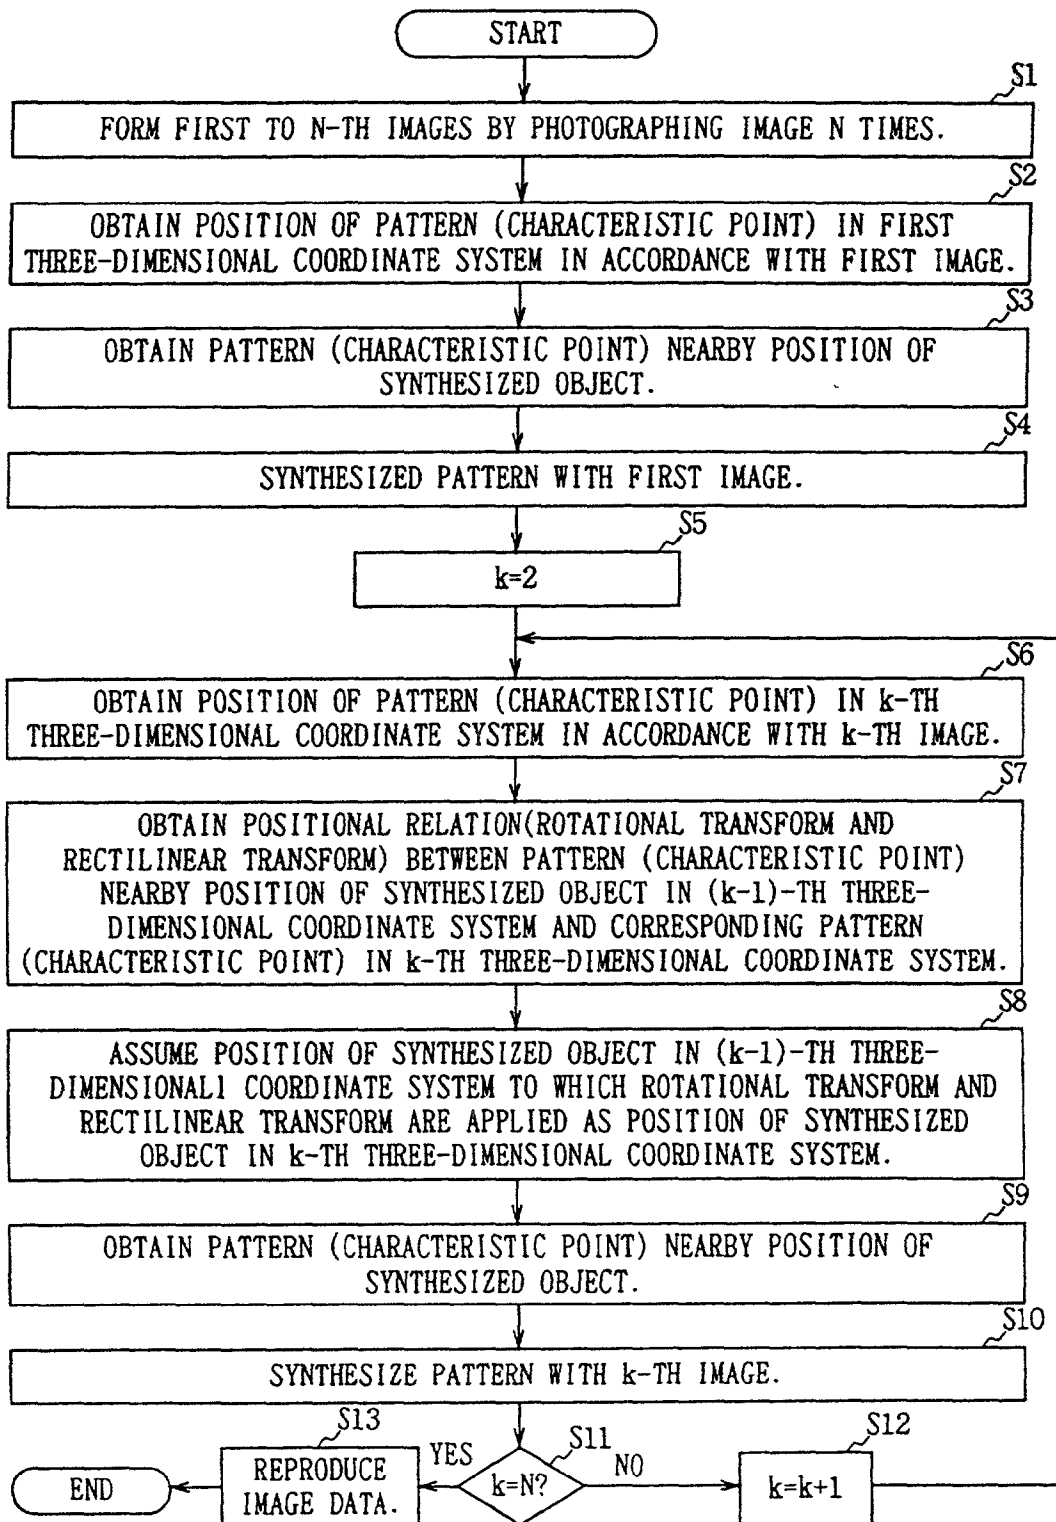 START
S1
FORM FIRST TO N-TH IMAGES BY PHOTOGRAPHING IMAGE N TIMES.
S2
OBTAIN POSITION OF PATTERN (CHARACTERISTIC POINT) IN FIRST
THREE-DIMENSIONAL COORDINATE SYSTEM IN ACCORDANCE WITH FIRST IMAGE.
S3
OBTAIN PATTERN (CHARACTERISTIC POINT) NEARBY POSITION OF
SYNTHESIZED OBJECT.
S4
SYNTHESIZED PATTERN WITH FIRST IMAGE.
S5
k=2
S6
OBTAIN POSITION OF PATTERN (CHARACTERISTIC POINT) IN k-TH
THREE-DIMENSIONAL COORDINATE SYSTEM IN ACCORDANCE WITH k-TH IMAGE.
S7
OBTAIN POSITIONAL RELATION(ROTATIONAL TRANSFORM AND
RECTILINEAR TRANSFORM) BETWEEN PATTERN (CHARACTERISTIC POINT)
NEARBY POSITION OF SYNTHESIZED OBJECT IN (k-1)-TH THREE-
DIMENSIONAL COORDINATE SYSTEM AND CORRESPONDING PATTERN
(CHARACTERISTIC POINT) IN k-TH THREE-DIMENSIONAL COORDINATE SYSTEM.
S8
ASSUME POSITION OF SYNTHESIZED OBJECT IN (k-1)-TH THREE-
DIMENSIONAL1 COORDINATE SYSTEM TO WHICH ROTATIONAL TRANSFORM AND
RECTILINEAR TRANSFORM ARE APPLIED AS POSITION OF SYNTHESIZED
OBJECT IN k-TH THREE-DIMENSIONAL COORDINATE SYSTEM.
S9
OBTAIN PATTERN (CHARACTERISTIC POINT) NEARBY POSITION OF
SYNTHESIZED OBJECT.
S10
SYNTHESIZE PATTERN WITH k-TH IMAGE.
S11
k=N?
YES
NO
S12
k=k+1
S13
REPRODUCE
IMAGE DATA.
END